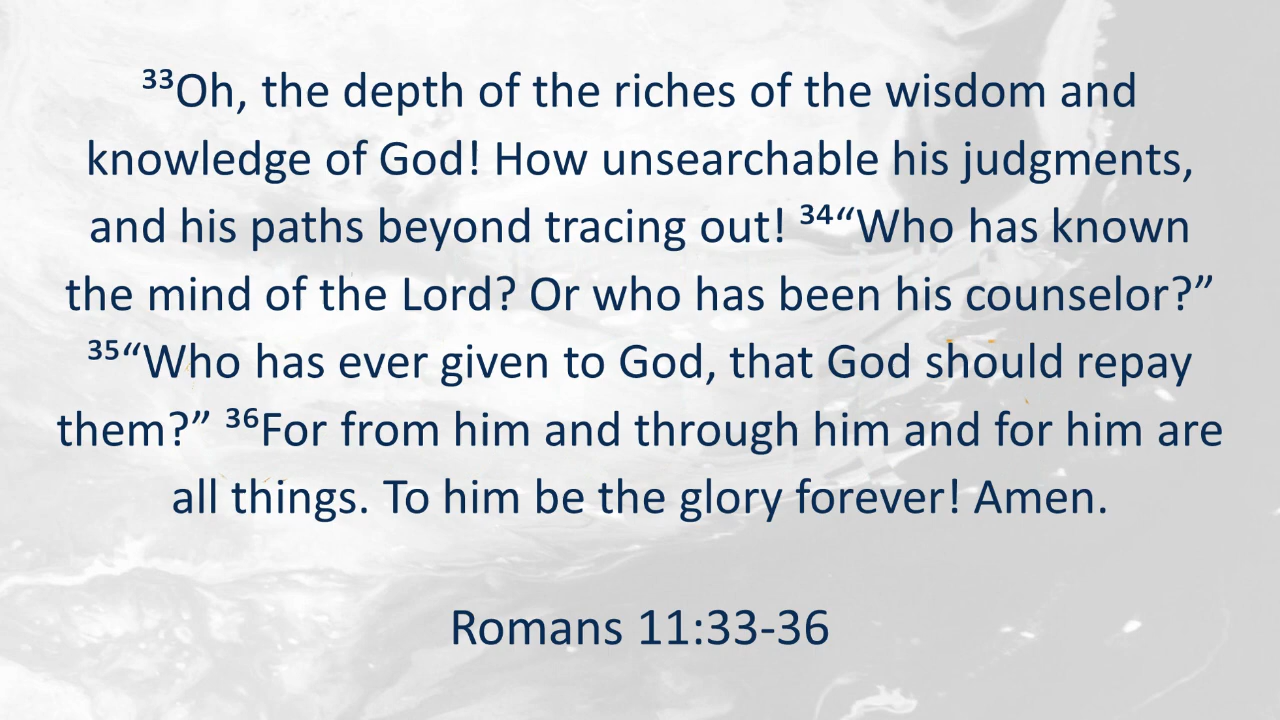 ³³Oh, the depth of the riches of the wisdom and
knowledge of God! How unsearchable his judgments,
and his paths beyond tracing out! ³⁴“Who has known
the mind of the Lord? Or who has been his counselor?”
³⁵“Who has ever given to God, that God should repay
them?” ³⁶For from him and through him and for him are
all things. To him be the glory forever! Amen.
Romans 11:33-36